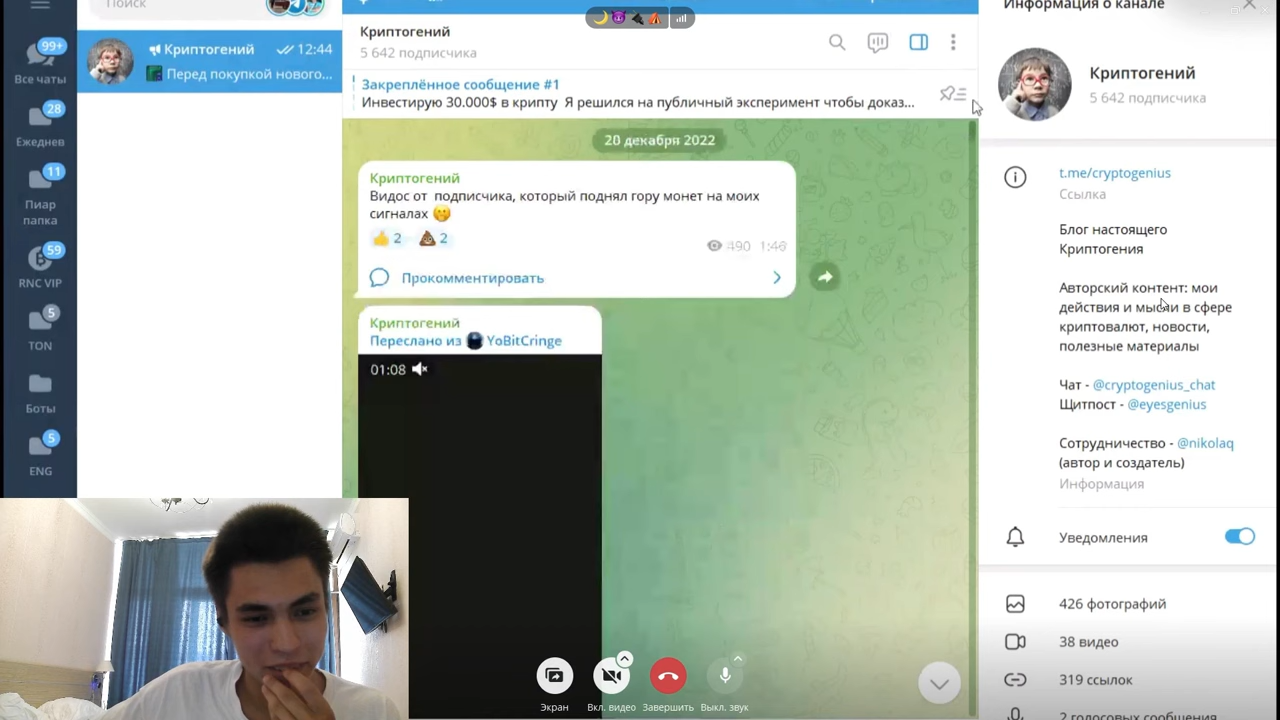 Поиск
99+
Все чаты
28
Ежеднев
11
Пиар
папка
59
RNC VIP
5
TON
Боты
5
ENG
Криптогений
12:44
Перед покупкой нового...
Криптогений
5 642 подписчика
Закреплённое сообщение #1
Инвестирую 30.000$ в крипту Я решился на публичный эксперимент чтобы доказ...
20 декабря 2022
Криптогений
Видос от подписчика, который поднял гору монет на моих
сигналах
2
2
490 1:46
Прокомментировать
Криптогений
Переслано из YoBitCringe
01:08
Экран
Вкл. видео
Завершить
Выкл. звук
Информация о канале
Криптогений
5 642 подписчика
t.me/cryptogenius
Ссылка
Блог настоящего
Криптогения
Авторский контент: мои
действия и мысли в сфере
криптовалют, новости,
полезные материалы
Чат - @cryptogenius_chat
Щитпост - @eyesgenius
Сотрудничество - @nikolaq
(автор и создатель)
Информация
Уведомления
426 фотографий
38 видео
319 ссылок
2 голосовых сообщения